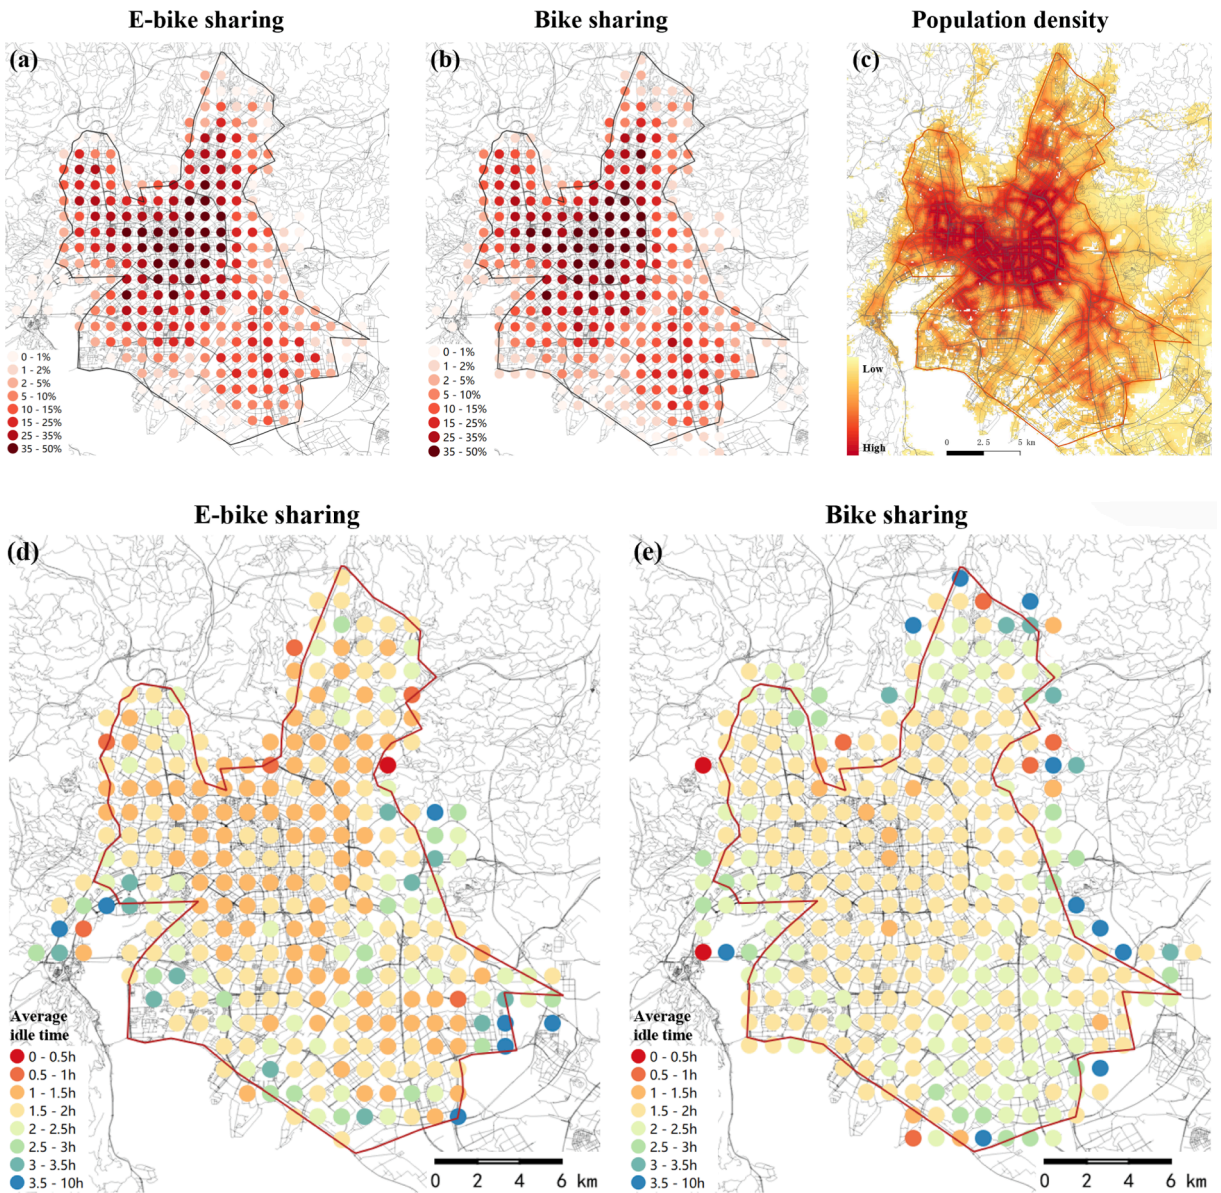 E-bike sharing
Bike sharing
Population density
(a)
(b)
(c)
0 - 1%
1 - 2%
2 - 5%
5 - 10%
10 - 15%
15 - 25%
25 - 35%
35 - 50%
0 - 1%
1 - 2%
2 - 5%
5 - 10%
10 - 15%
15 - 25%
25 - 35%
35 - 50%
Low
High
0 2.5 5 km
E-bike sharing
Bike sharing
(d)
(e)
Average
idle time
0 - 0.5h
0.5 - 1h
1 - 1.5h
1.5 - 2h
2 - 2.5h
2.5 - 3h
3 - 3.5h
3.5 - 10h
0 2 4 6 km
Average
idle time
0 - 0.5h
0.5 - 1h
1 - 1.5h
1.5 - 2h
2 - 2.5h
2.5 - 3h
3 - 3.5h
3.5 - 10h
0 2 4 6 km